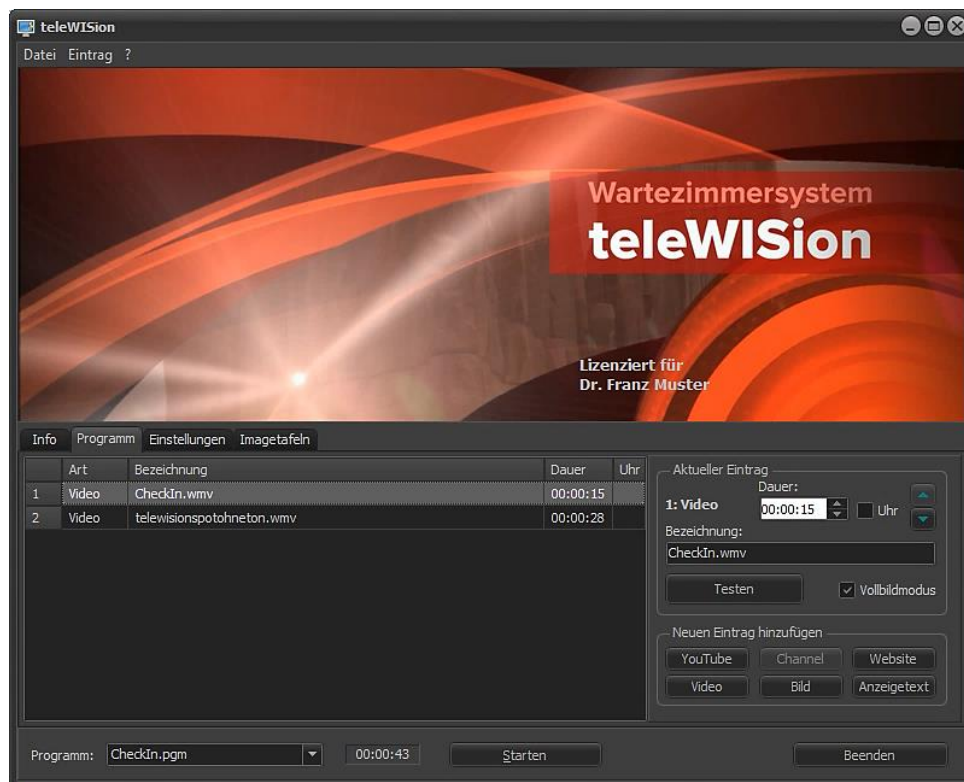 teleWISion
Datei Eintrag ?
Wartezimmersystem
teleWISion
Lizenziert für
Dr. Franz Muster
Info Programm Einstellungen Imagetafeln
Art Bezeichnung Dauer Uhr
1 Video CheckIn.wmv 00:00:15
2 Video telewisionspotohneton.wmv 00:00:28
Aktueller Eintrag
Dauer:
1: Video 00:00:15 Uhr
Bezeichnung:
CheckIn.wmv
Testen Vollbildmodus
Neuen Eintrag hinzufügen
YouTube Channel Website
Video Bild Anzeigetext
Programm: CheckIn.pgm 00:00:43 Starten Beenden